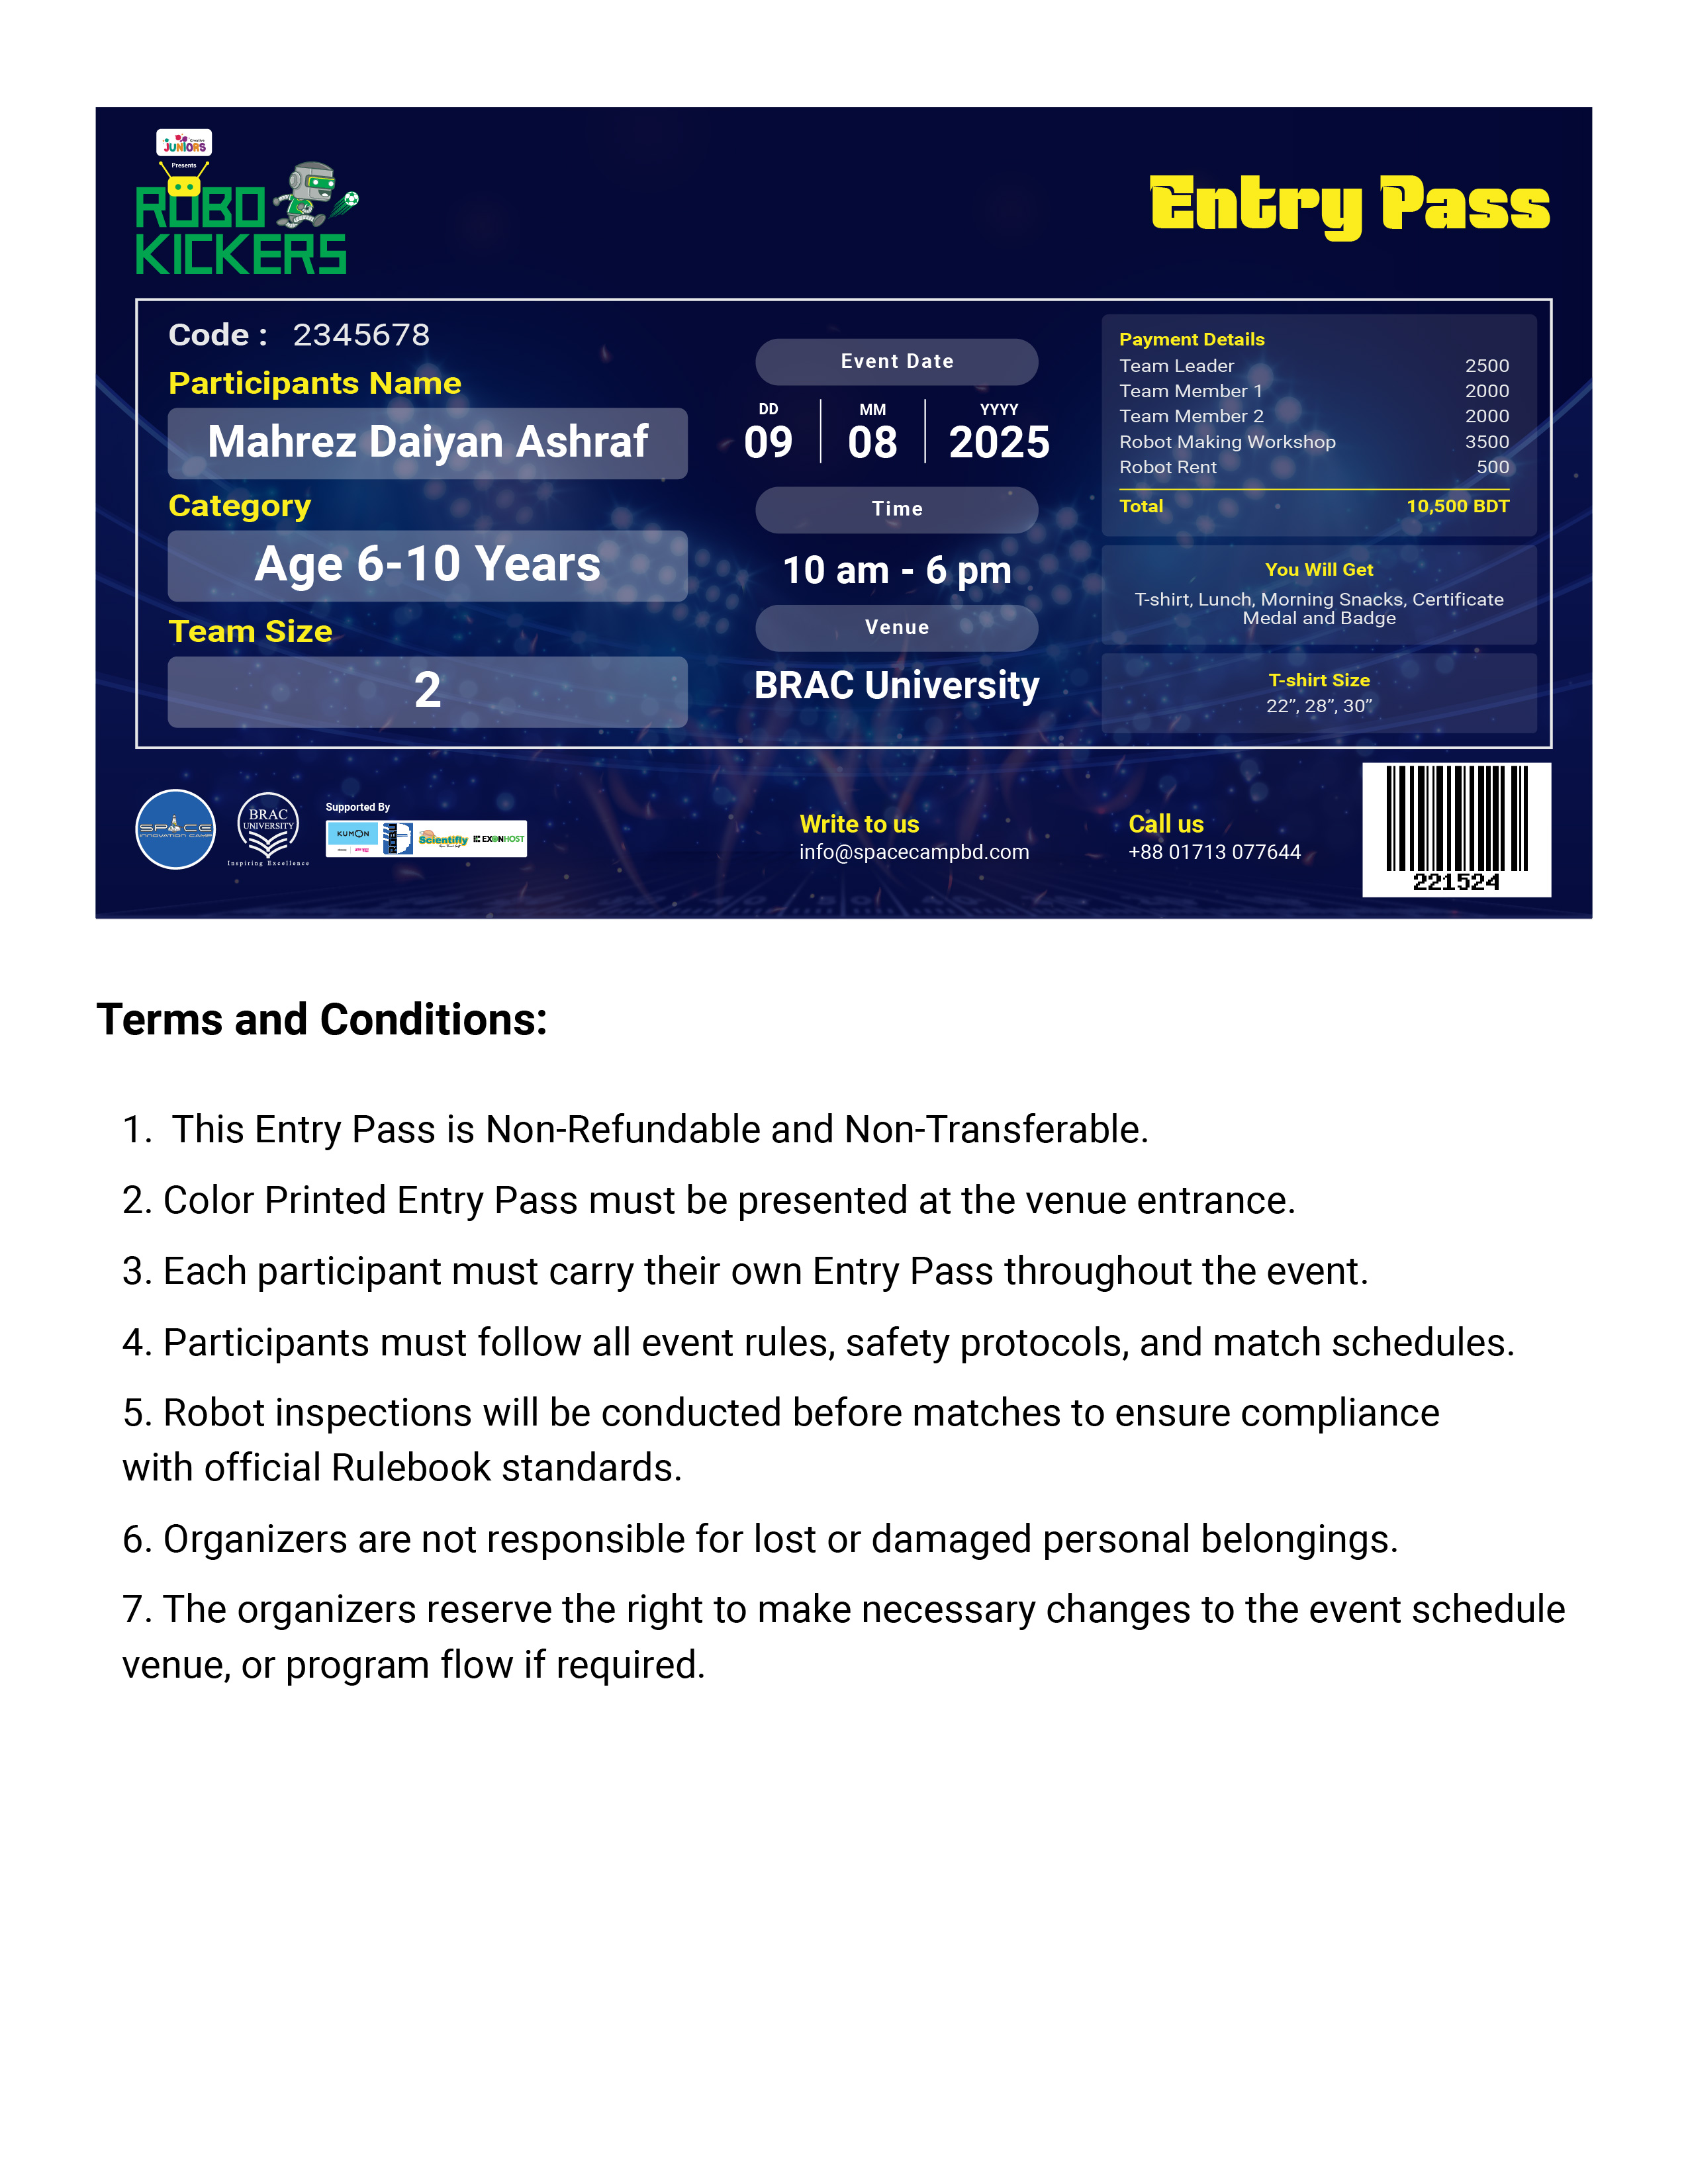 Creative
JUNIORS
Presents
ROBO
KICKERS
Entry Pass
Code : 2345678
Participants Name
Mahrez Daiyan Ashraf
Category
Age 6-10 Years
Team Size
2
Event Date
DD MM YYYY
09 08 2025
Time
10 am - 6 pm
Venue
BRAC University
Payment Details
Team Leader 2500
Team Member 1 2000
Team Member 2 2000
Robot Making Workshop 3500
Robot Rent 500
Total 10,500 BDT
You Will Get
T-shirt, Lunch, Morning Snacks, Certificate
Medal and Badge
T-shirt Size
22”, 28”, 30”
SPACE
INNOVATION CAMP
BRAC
UNIVERSITY
Inspiring Excellence
Supported By
KUMON
ROBU
Scientifly
EXONHOST
Write to us
info@spacecampbd.com
Call us
+88 01713 077644
221524
Terms and Conditions:
1. This Entry Pass is Non-Refundable and Non-Transferable.
2. Color Printed Entry Pass must be presented at the venue entrance.
3. Each participant must carry their own Entry Pass throughout the event.
4. Participants must follow all event rules, safety protocols, and match schedules.
5. Robot inspections will be conducted before matches to ensure compliance
with official Rulebook standards.
6. Organizers are not responsible for lost or damaged personal belongings.
7. The organizers reserve the right to make necessary changes to the event schedule
venue, or program flow if required.